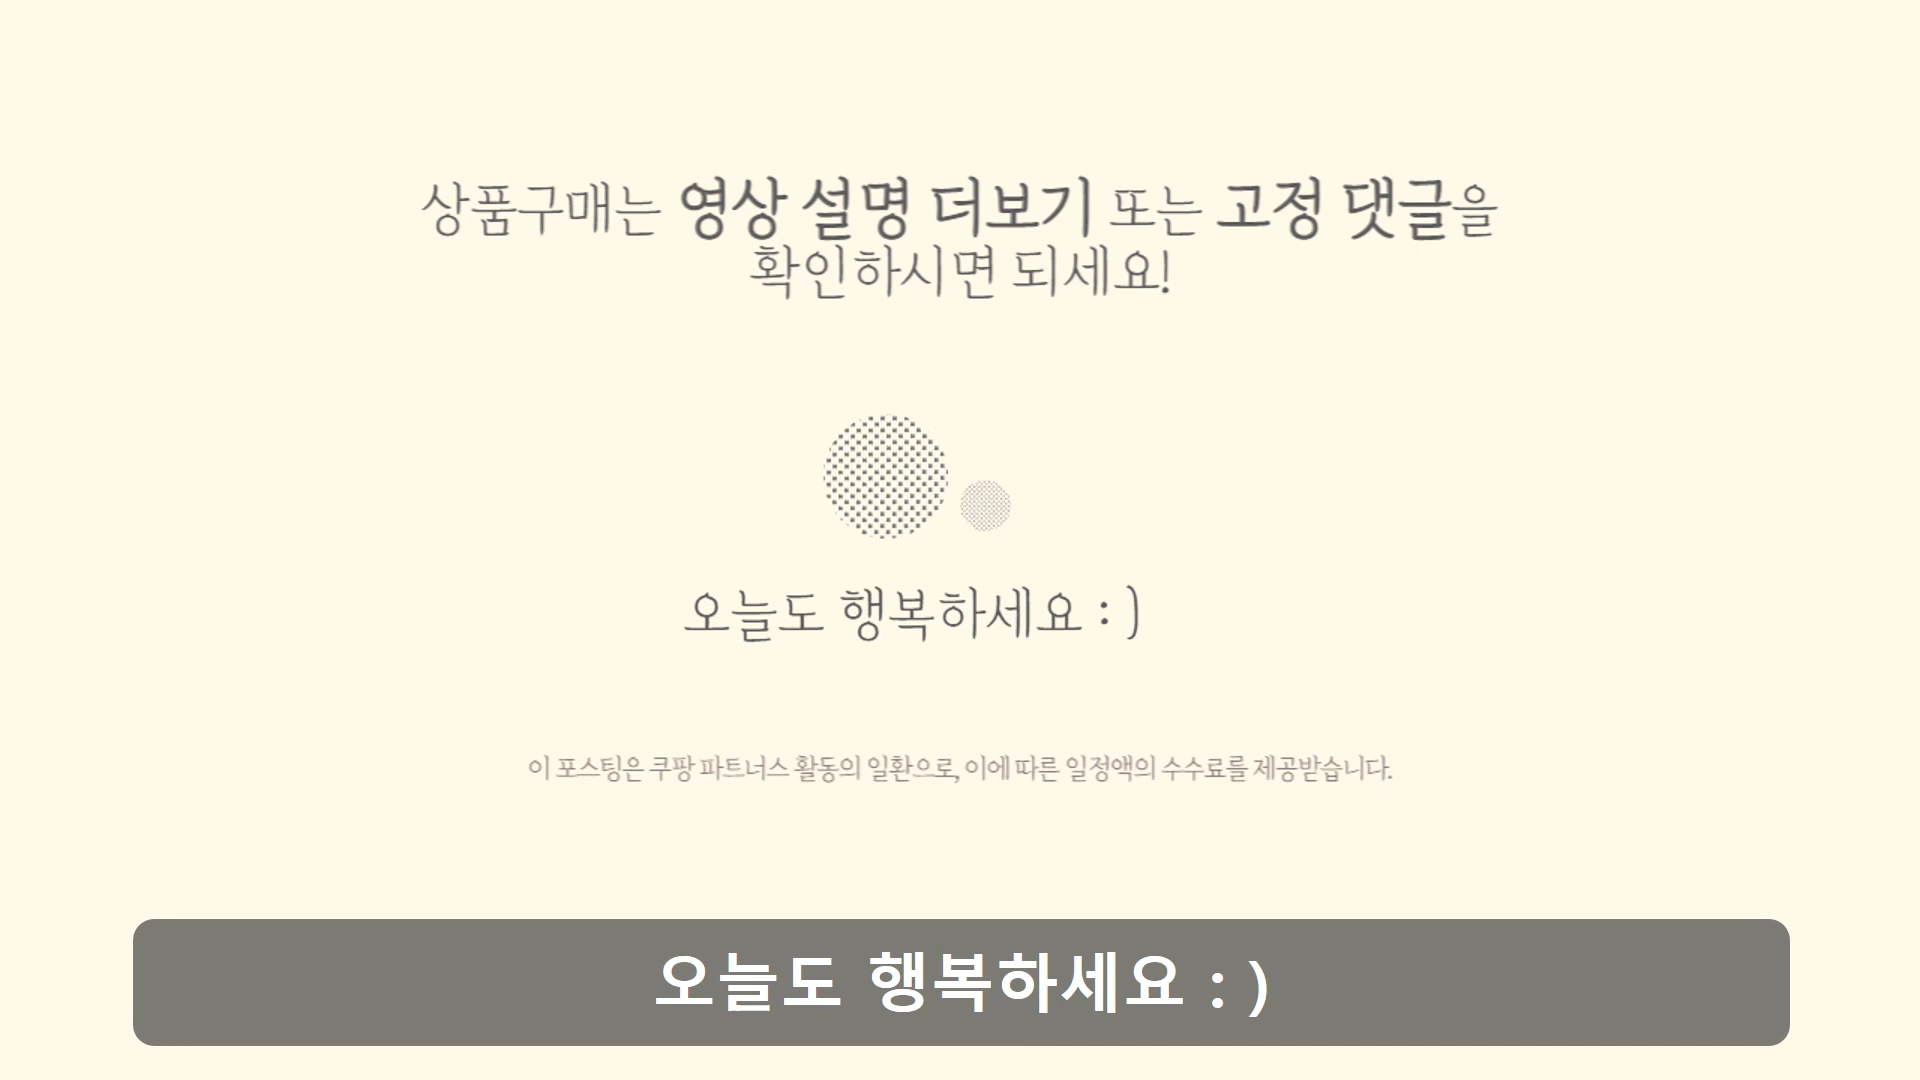 상품구매는 영상 설명 더보기 또는 고정 댓글을
확인하시면 되세요!
오늘도 행복하세요 : )
이 포스팅은 쿠팡 파트너스 활동의 일환으로, 이에 따른 일정액의 수수료를 제공받습니다.
오늘도 행복하세요 : )